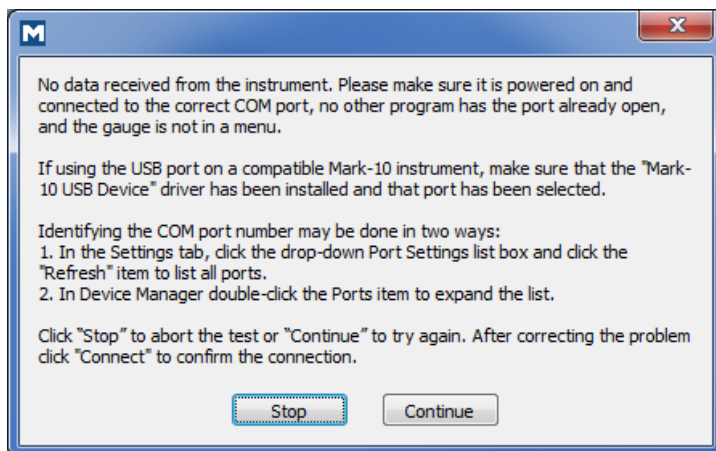 M
No data received from the instrument. Please make sure it is powered on and
connected to the correct COM port, no other program has the port already open,
and the gauge is not in a menu.
If using the USB port on a compatible Mark-10 instrument, make sure that the "Mark-
10 USB Device" driver has been installed and that port has been selected.
Identifying the COM port number may be done in two ways:
1. In the Settings tab, click the drop-down Port Settings list box and click the
"Refresh" item to list all ports.
2. In Device Manager double-click the Ports item to expand the list.
Click “Stop” to abort the test or “Continue” to try again. After correcting the problem
click "Connect" to confirm the connection.
Stop
Continue